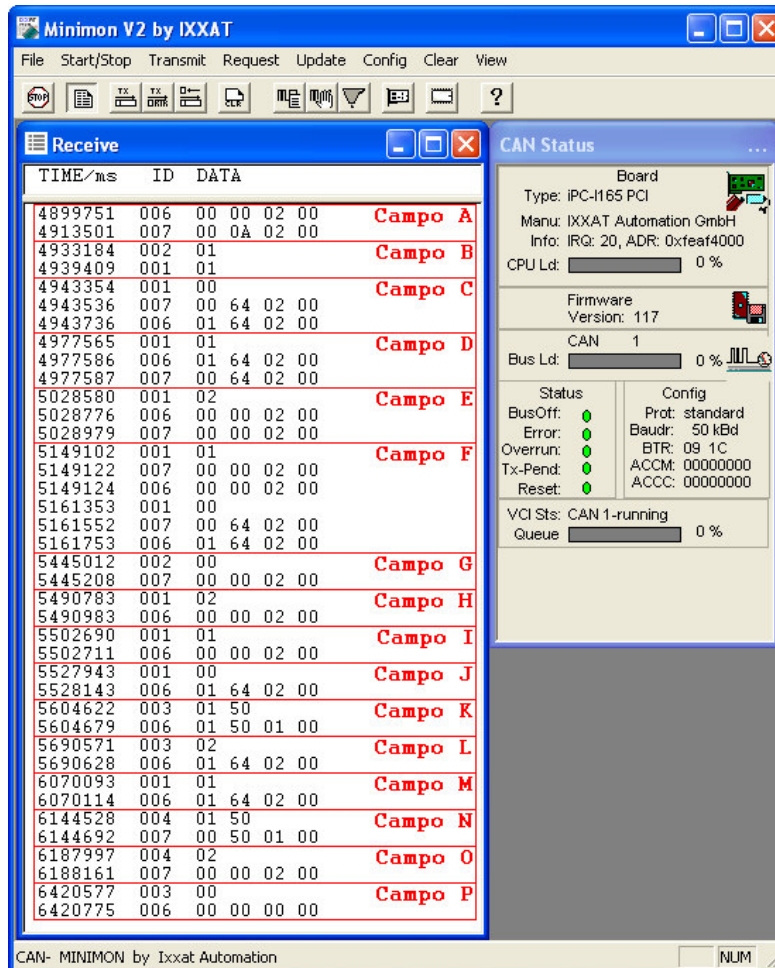 Minimon V2 by IXXAT
File Start/Stop Transmit Request Update Config Clear View
STOP TX TX DRTR CLR ?
Receive
TIME/ms ID DATA
4899751 006 00 00 02 00 Campo A
4913501 007 00 0A 02 00
4933184 002 01 Campo B
4939409 001 01
4943354 001 00 Campo C
4943536 007 00 64 02 00
4943736 006 01 64 02 00
4977565 001 01 Campo D
4977586 006 01 64 02 00
4977587 007 00 64 02 00
5028580 001 02 Campo E
5028776 006 00 00 02 00
5028979 007 00 00 02 00
5149102 001 01 Campo F
5149122 007 00 00 02 00
5149124 006 00 00 02 00
5161353 001 00
5161552 007 00 64 02 00
5161753 006 01 64 02 00
5445012 002 00 Campo G
5445208 007 00 00 02 00
5490783 001 02 Campo H
5490983 006 00 00 02 00
5502690 001 01 Campo I
5502711 006 00 00 02 00
5527943 001 00 Campo J
5528143 006 01 64 02 00
5604622 003 01 50 Campo K
5604679 006 01 50 01 00
5690571 003 02 Campo L
5690628 006 01 64 02 00
6070093 001 01 Campo M
6070114 006 01 64 02 00
6144528 004 01 50 Campo N
6144692 007 00 50 01 00
6187997 004 02 Campo O
6188161 007 00 00 02 00
6420577 003 00 Campo P
6420775 006 00 00 00 00
CAN Status ...
Board
Type: iPC-I165 PCI
Manu: IXXAT Automation GmbH
Info: IRQ: 20, ADR: 0xfeaf4000
CPU Ld: 0 %
Firmware
Version: 117
CAN 1
Bus Ld: 0 %
Status
BusOff:
Error:
Overrun:
Tx-Pend:
Reset:
Config
Prot: standard
Baudr: 50 kBd
BTR: 09 1C
ACCM: 00000000
ACCC: 00000000
VCI Sts: CAN 1-running
Queue 0 %
CAN- MINIMON by Ixxat Automation
NUM